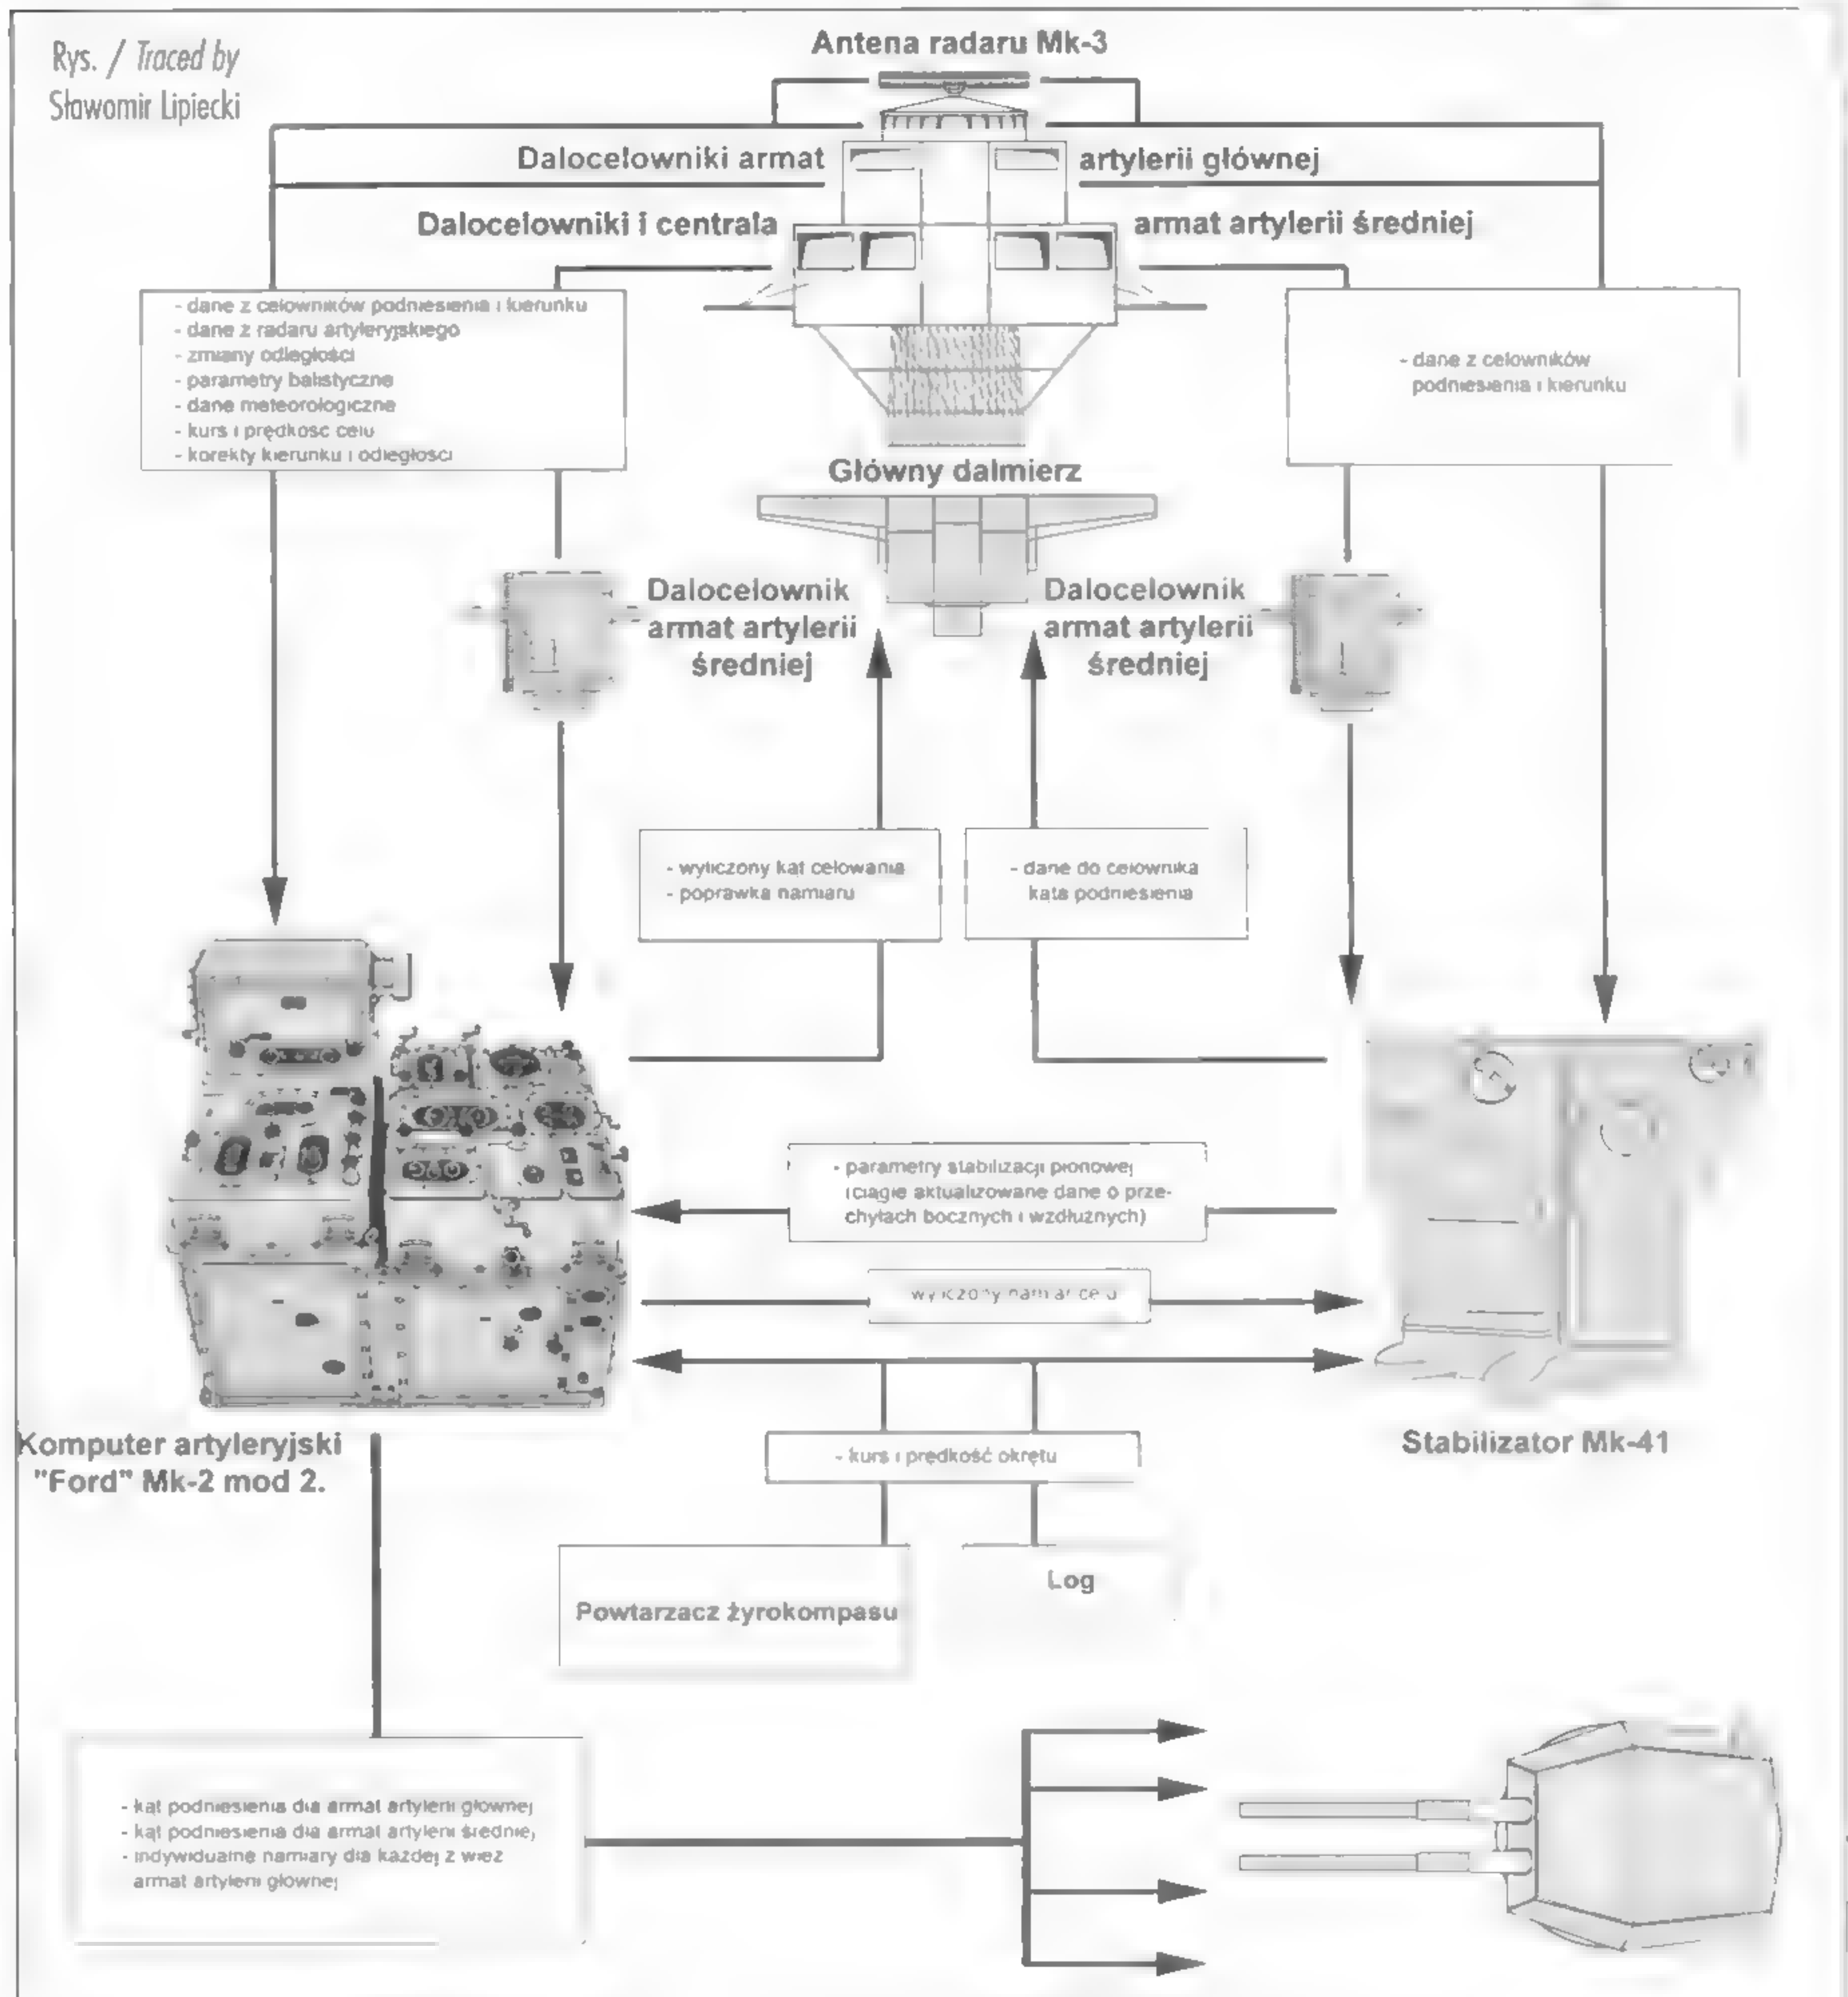 Rys. / Traced by
Sławomir Lipiecki
Antena radaru Mk-3
Dalocelowniki armat artylerii głównej
Dalocelowniki i centrala armat artylerii średniej
- dane z celowników podniesienia i kierunku
- dane z radaru artyleryjskiego
- zmiany odległości
- parametry balistyczne
- dane meteorologiczne
- kurs i prędkość celu
- korekty kierunku i odległości
- dane z celowników
podniesienia i kierunku
Główny dalmierz
Dalocelownik
armat artylerii
średniej
Dalocelownik
armat artylerii
średniej
- wyliczony kąt celowania
- poprawka namiaru
- dane do celownika
kąta podniesienia
- parametry stabilizacji pionowej
(ciągle aktualizowane dane o prze-
chyłach bocznych i wzdłużnych)
wyliczony namiar celu
Komputer artyleryjski
"Ford" Mk-2 mod 2.
Stabilizator Mk-41
- kurs i prędkość okrętu
Powtarzacz żyrokompasu
Log
- kąt podniesienia dla armat artylerii głównej
- kąt podniesienia dla armat artylerii średniej
- indywidualne namiary dla każdej z wież
armat artylerii głównej